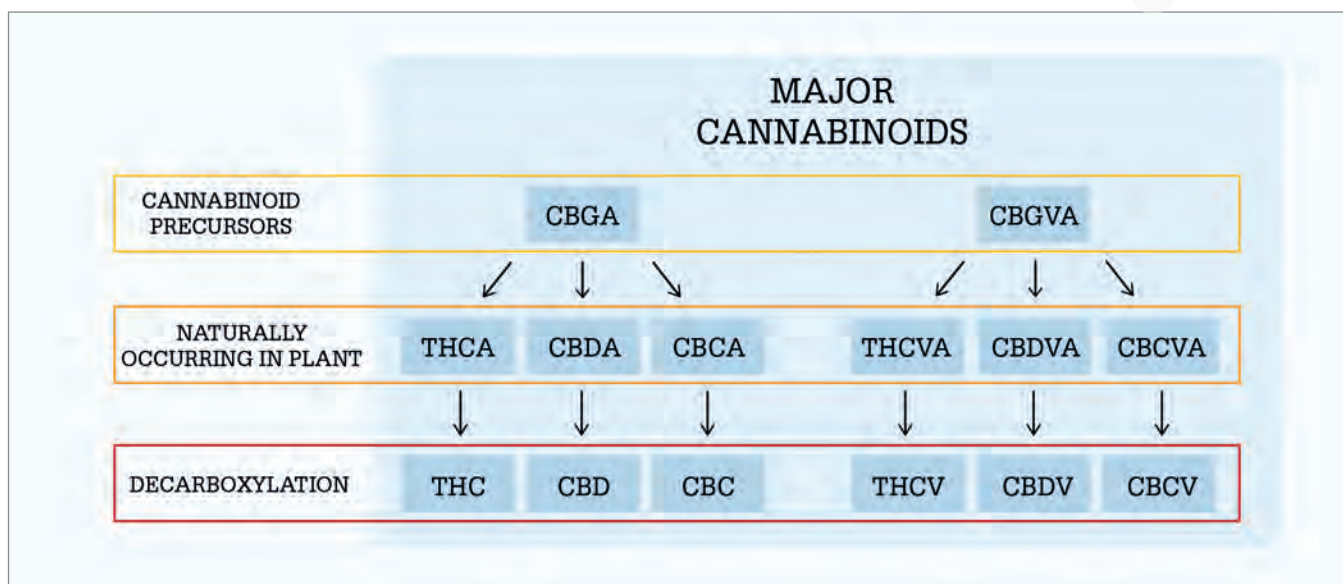 MAJOR
CANNABINOIDS
CANNABINOID
PRECURSORS
CBGA
CBGVA
NATURALLY
OCCURRING IN PLANT
THCA
CBDA
CBCA
THCVA
CBDVA
CBCVA
DECARBOXYLATION
THC
CBD
CBC
THCV
CBDV
CBCV